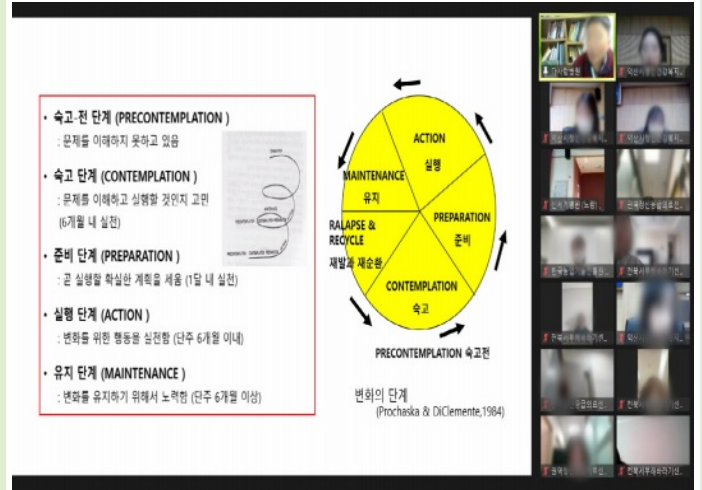 • 숙고-전 단계 (PRECONTEMPLATION )
: 문제를 이해하지 못하고 있음
• 숙고 단계 (CONTEMPLATION )
: 문제를 이해하고 실행할 것인지 고민
(6개월 내 실천)
• 준비 단계 (PREPARATION )
: 곧 실행할 확실한 계획을 세움 (1달 내 실천)
• 실행 단계 (ACTION )
: 변화를 위한 행동을 실천함 (단주 6개월 이내)
• 유지 단계 (MAINTENANCE )
: 변화를 유지하기 위해서 노력함 (단주 6개월 이상)
ACTION
실행
MAINTENANCE
유지
PREPARATION
준비
RALAPSE &
RECYCLE
재발과 재순환
CONTEMPLATION
숙고
PRECONTEMPLATION 숙고전
변화의 단계
(Prochaska & DiClemente,1984)